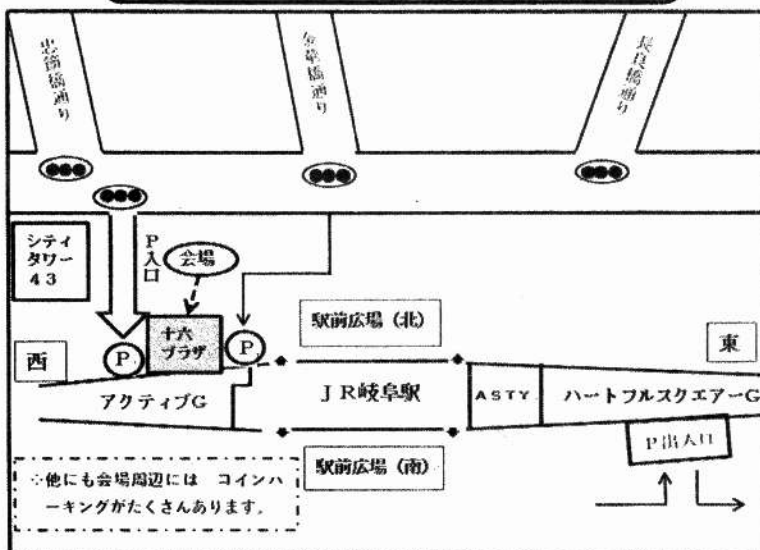 忠節橋通り
金華橋通り
長良橋通り
シティ
タワー
43
P入口
会場
十六
プラザ
P
P
駅前広場(北)
西
東
アクティブG
JR岐阜駅
ASTY
ハートフルスクエアーG
P出入口
駅前広場(南)
※他にも会場周辺には コインパ
ーキングがたくさんあります。